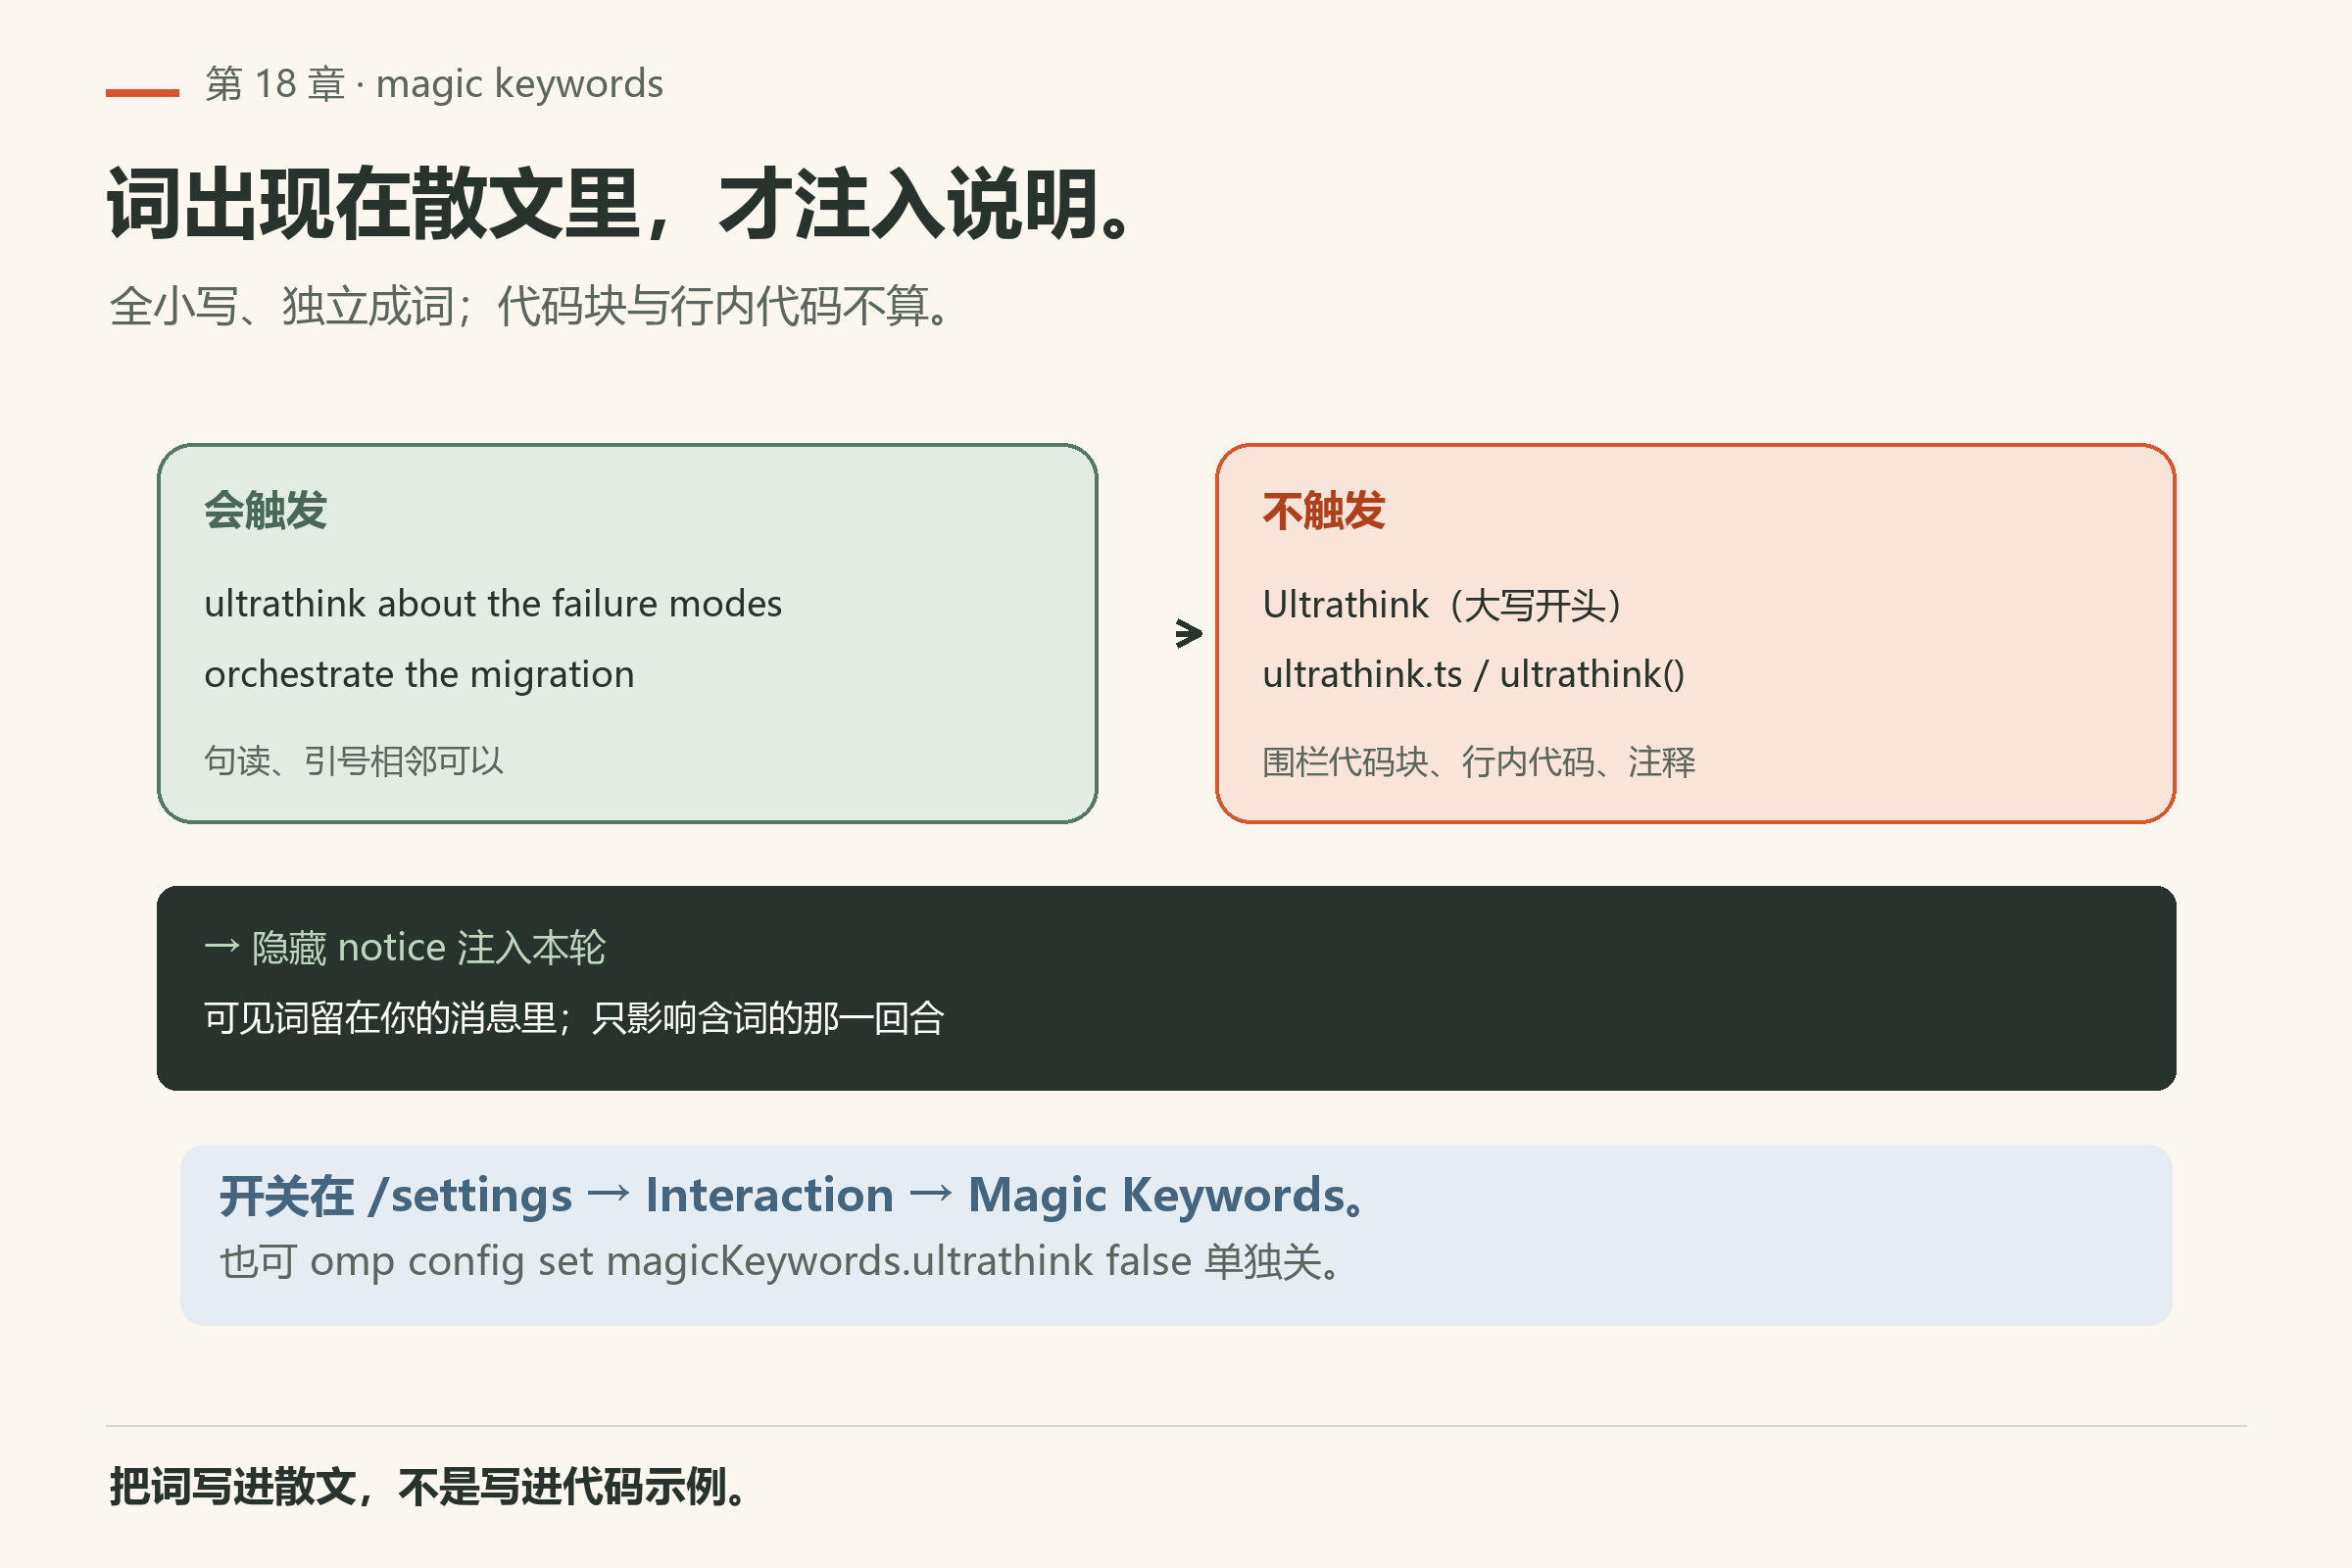 第 18 章 · magic keywords
词出现在散文里，才注入说明。
全小写、独立成词；代码块与行内代码不算。
会触发
ultrathink about the failure modes
orchestrate the migration
句读、引号相邻可以
不触发
Ultrathink（大写开头）
ultrathink.ts / ultrathink()
围栏代码块、行内代码、注释
→ 隐藏 notice 注入本轮
可见词留在你的消息里；只影响含词的那一回合
开关在 /settings → Interaction → Magic Keywords。
也可 omp config set magicKeywords.ultrathink false 单独关。
把词写进散文，不是写进代码示例。